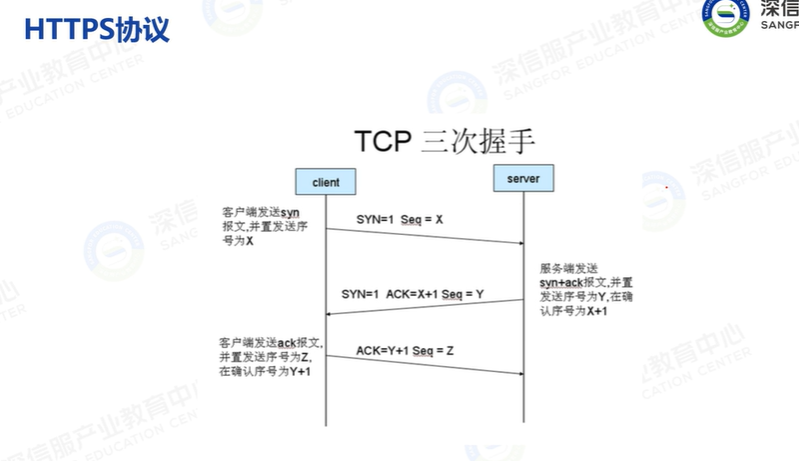 HTTPS协议
深信
SANGF
TCP 三次握手
client
server
客户端发送syn
报文,并置发送序
号为X
SYN=1 Seq = X
服务端发送
syn+ack报文,并置
发送序号为Y,在确
认序号为X+1
SYN=1 ACK=X+1 Seq = Y
客户端发送ack报文,
并置发送序号为Z,
在确认序号为Y+1
ACK=Y+1 Seq = Z
深信服产业教育中心
SANGFOR EDUCATION CENTER